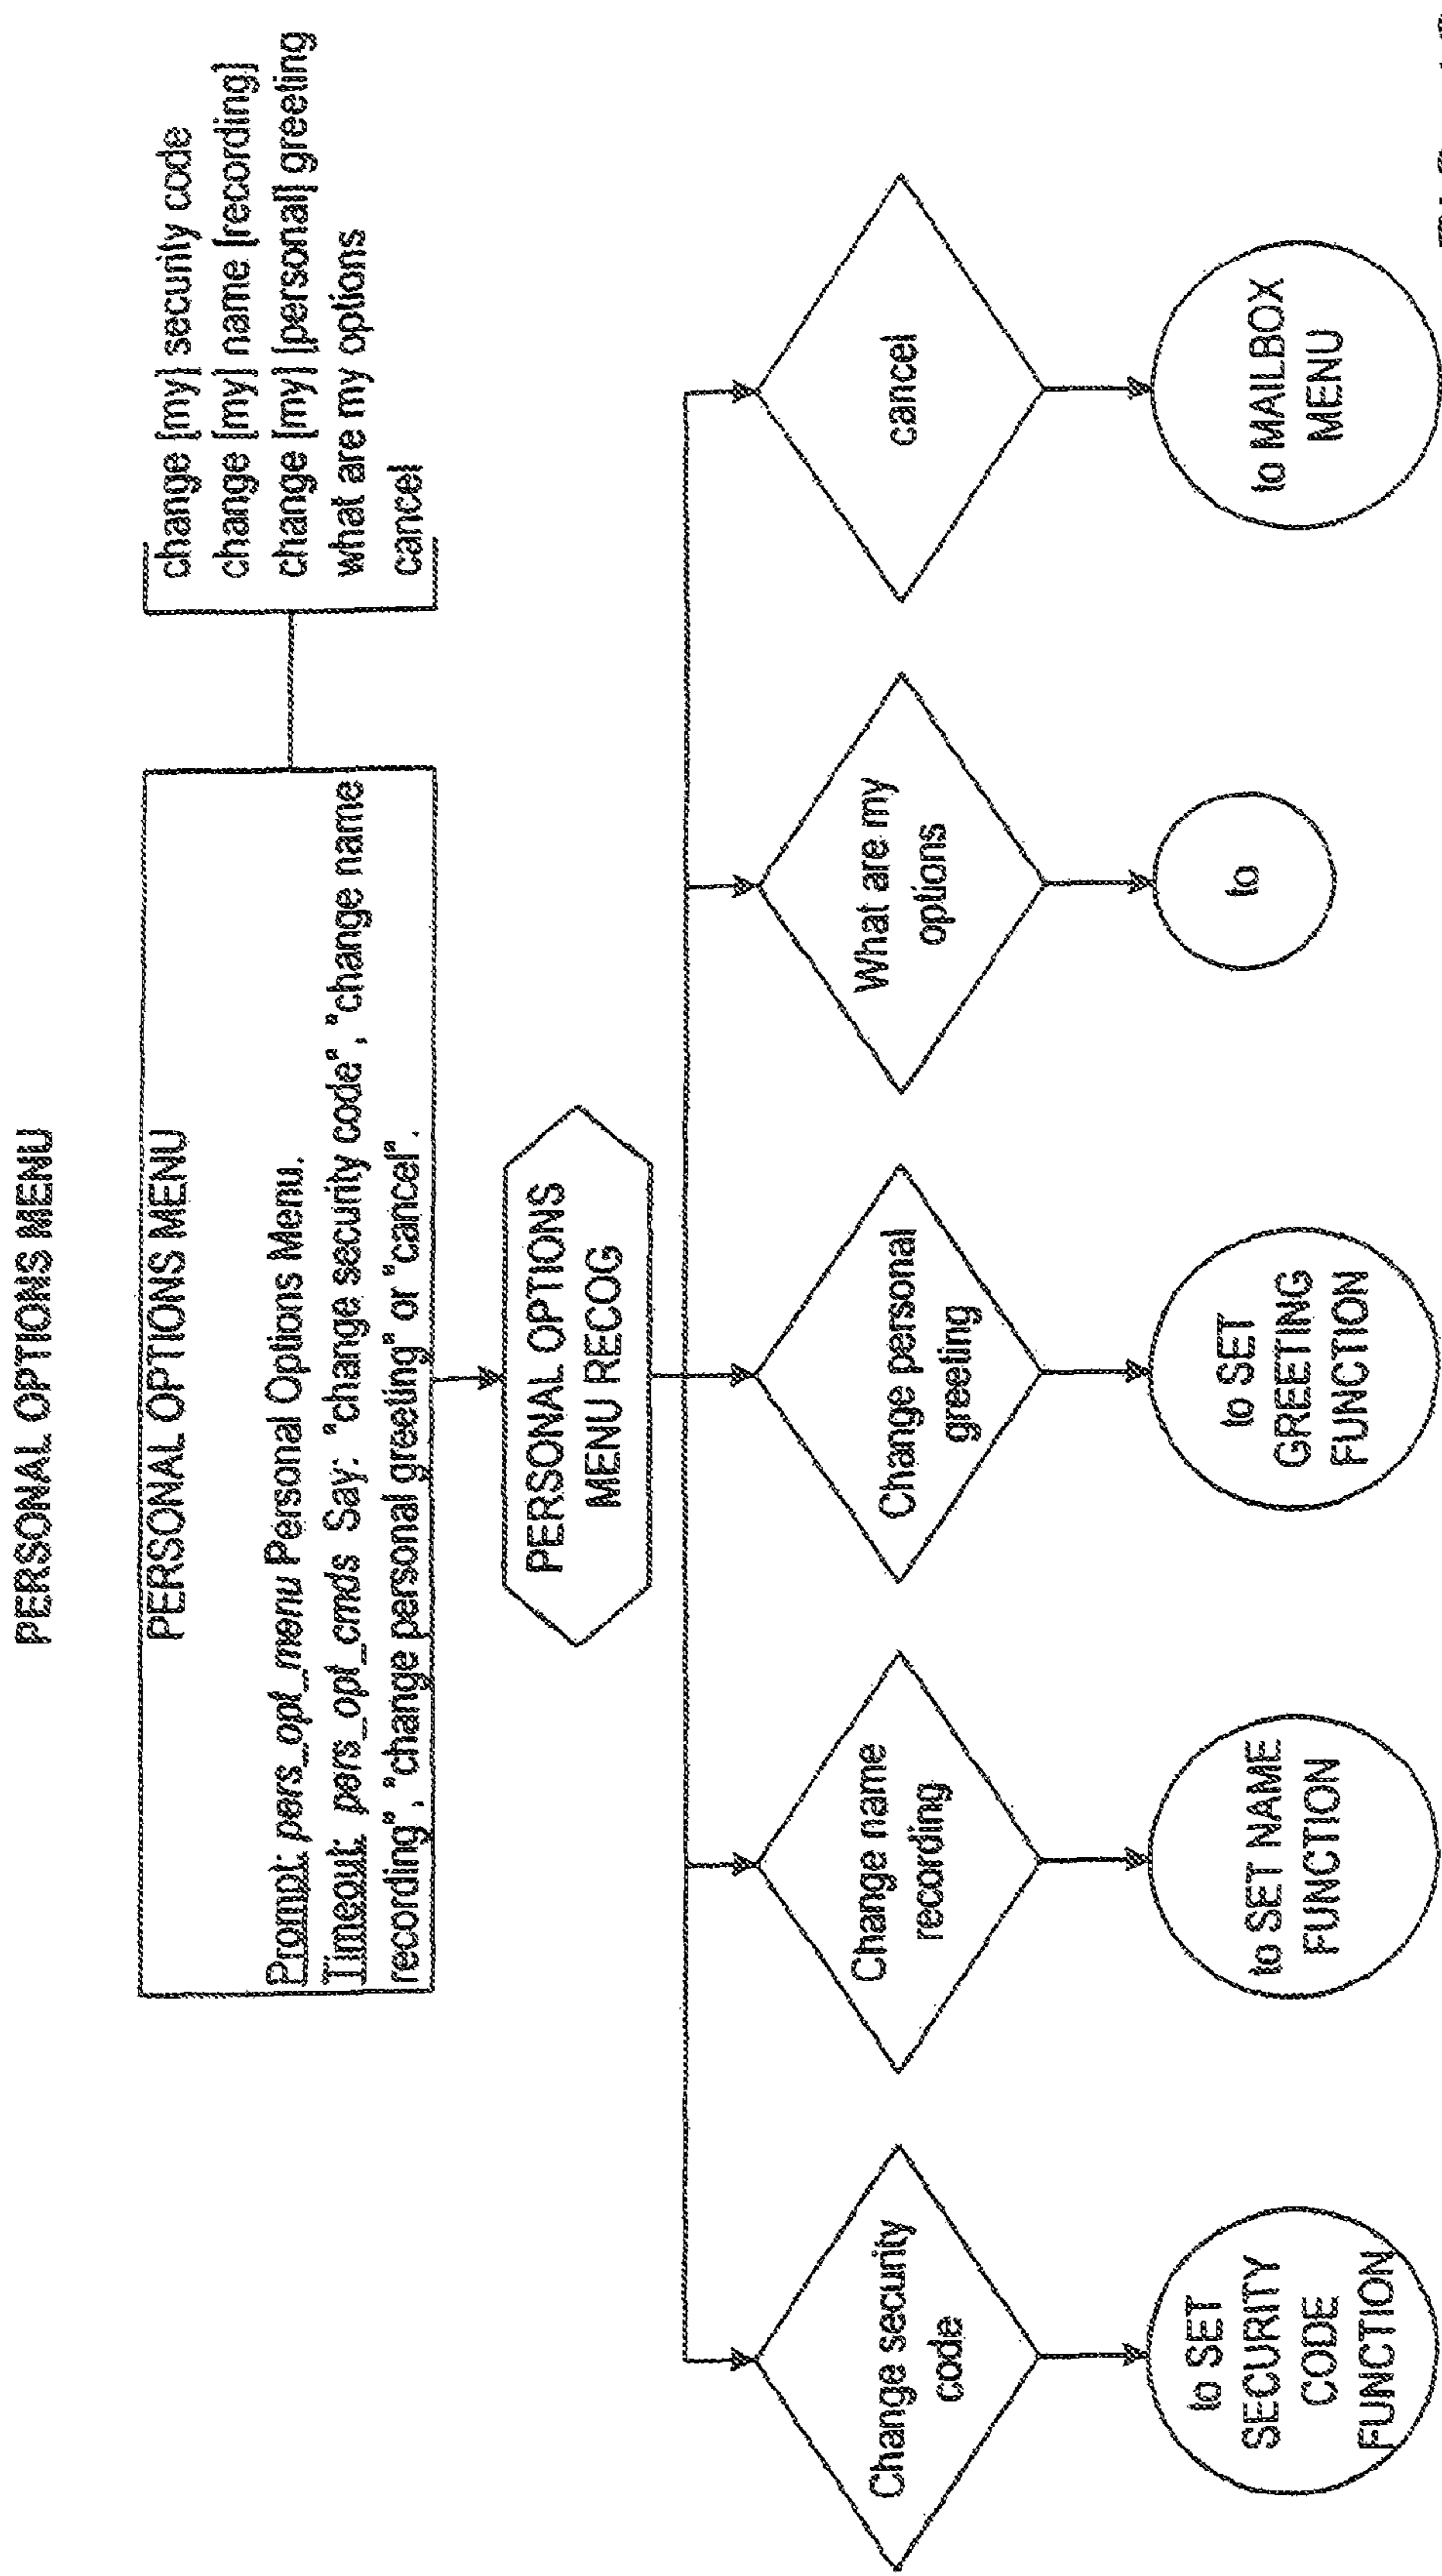 PERSONAL OPTIONS MENU
PERSONAL OPTIONS MENU
Prompt: pers_opt_menu Personal Options Menu.
Timeout: pers_opt_cmds Say: "change security code", "change name
recording", "change personal greeting" or "cancel".
change [my] security code
change [my] name [recording]
change [my] [personal] greeting
what are my options
cancel
PERSONAL OPTIONS
MENU RECOG
Change security
code
Change name
recording
Change personal
greeting
What are my
options
cancel
to SET
SECURITY
CODE
FUNCTION
to SET NAME
FUNCTION
to SET
GREETING
FUNCTION
to
to MAILBOX
MENU